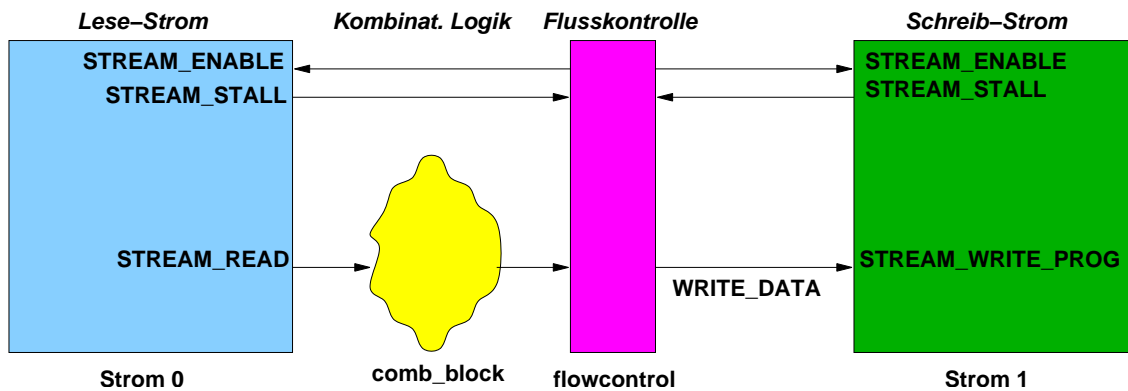 Lese–Strom
Kombinat. Logik
Flusskontrolle
Schreib–Strom
STREAM_ENABLE
STREAM_ENABLE
STREAM_STALL
STREAM_STALL
STREAM_READ
STREAM_WRITE_PROG
WRITE_DATA
Strom 0
comb_block
flowcontrol
Strom 1